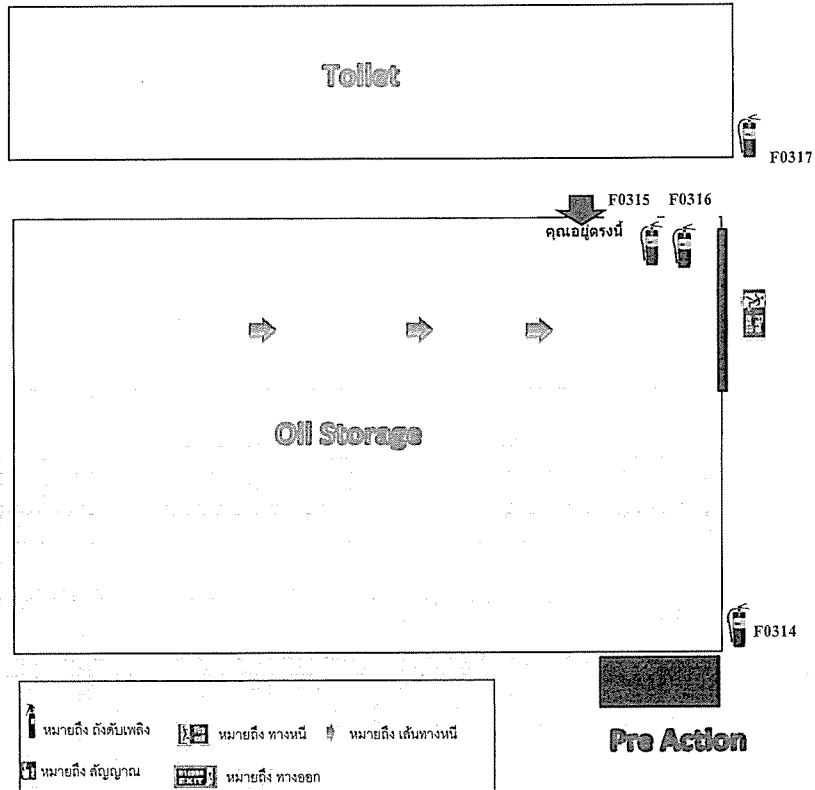 Toilet
F0317
F0315 F0316
คุณอยู่ตรงนี้
Oil Storage
F0314
หมายถึง ถังดับเพลิง
หมายถึง ทางหนี
หมายถึง เส้นทางหนี
หมายถึง สัญญาณ
EXIT
หมายถึง ทางออก
Pre Action